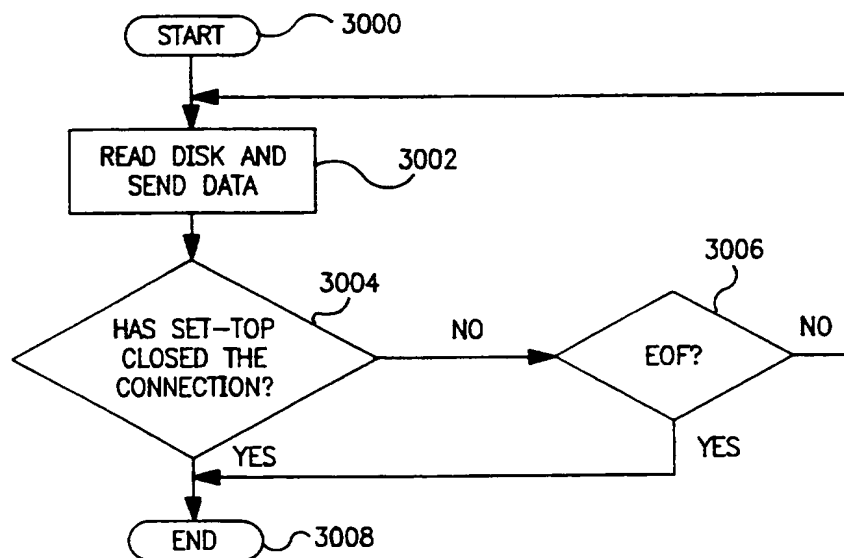 START
3000
READ DISK AND
SEND DATA
3002
HAS SET-TOP
CLOSED THE
CONNECTION?
3004
NO
3006
EOF?
NO
YES
YES
END
3008